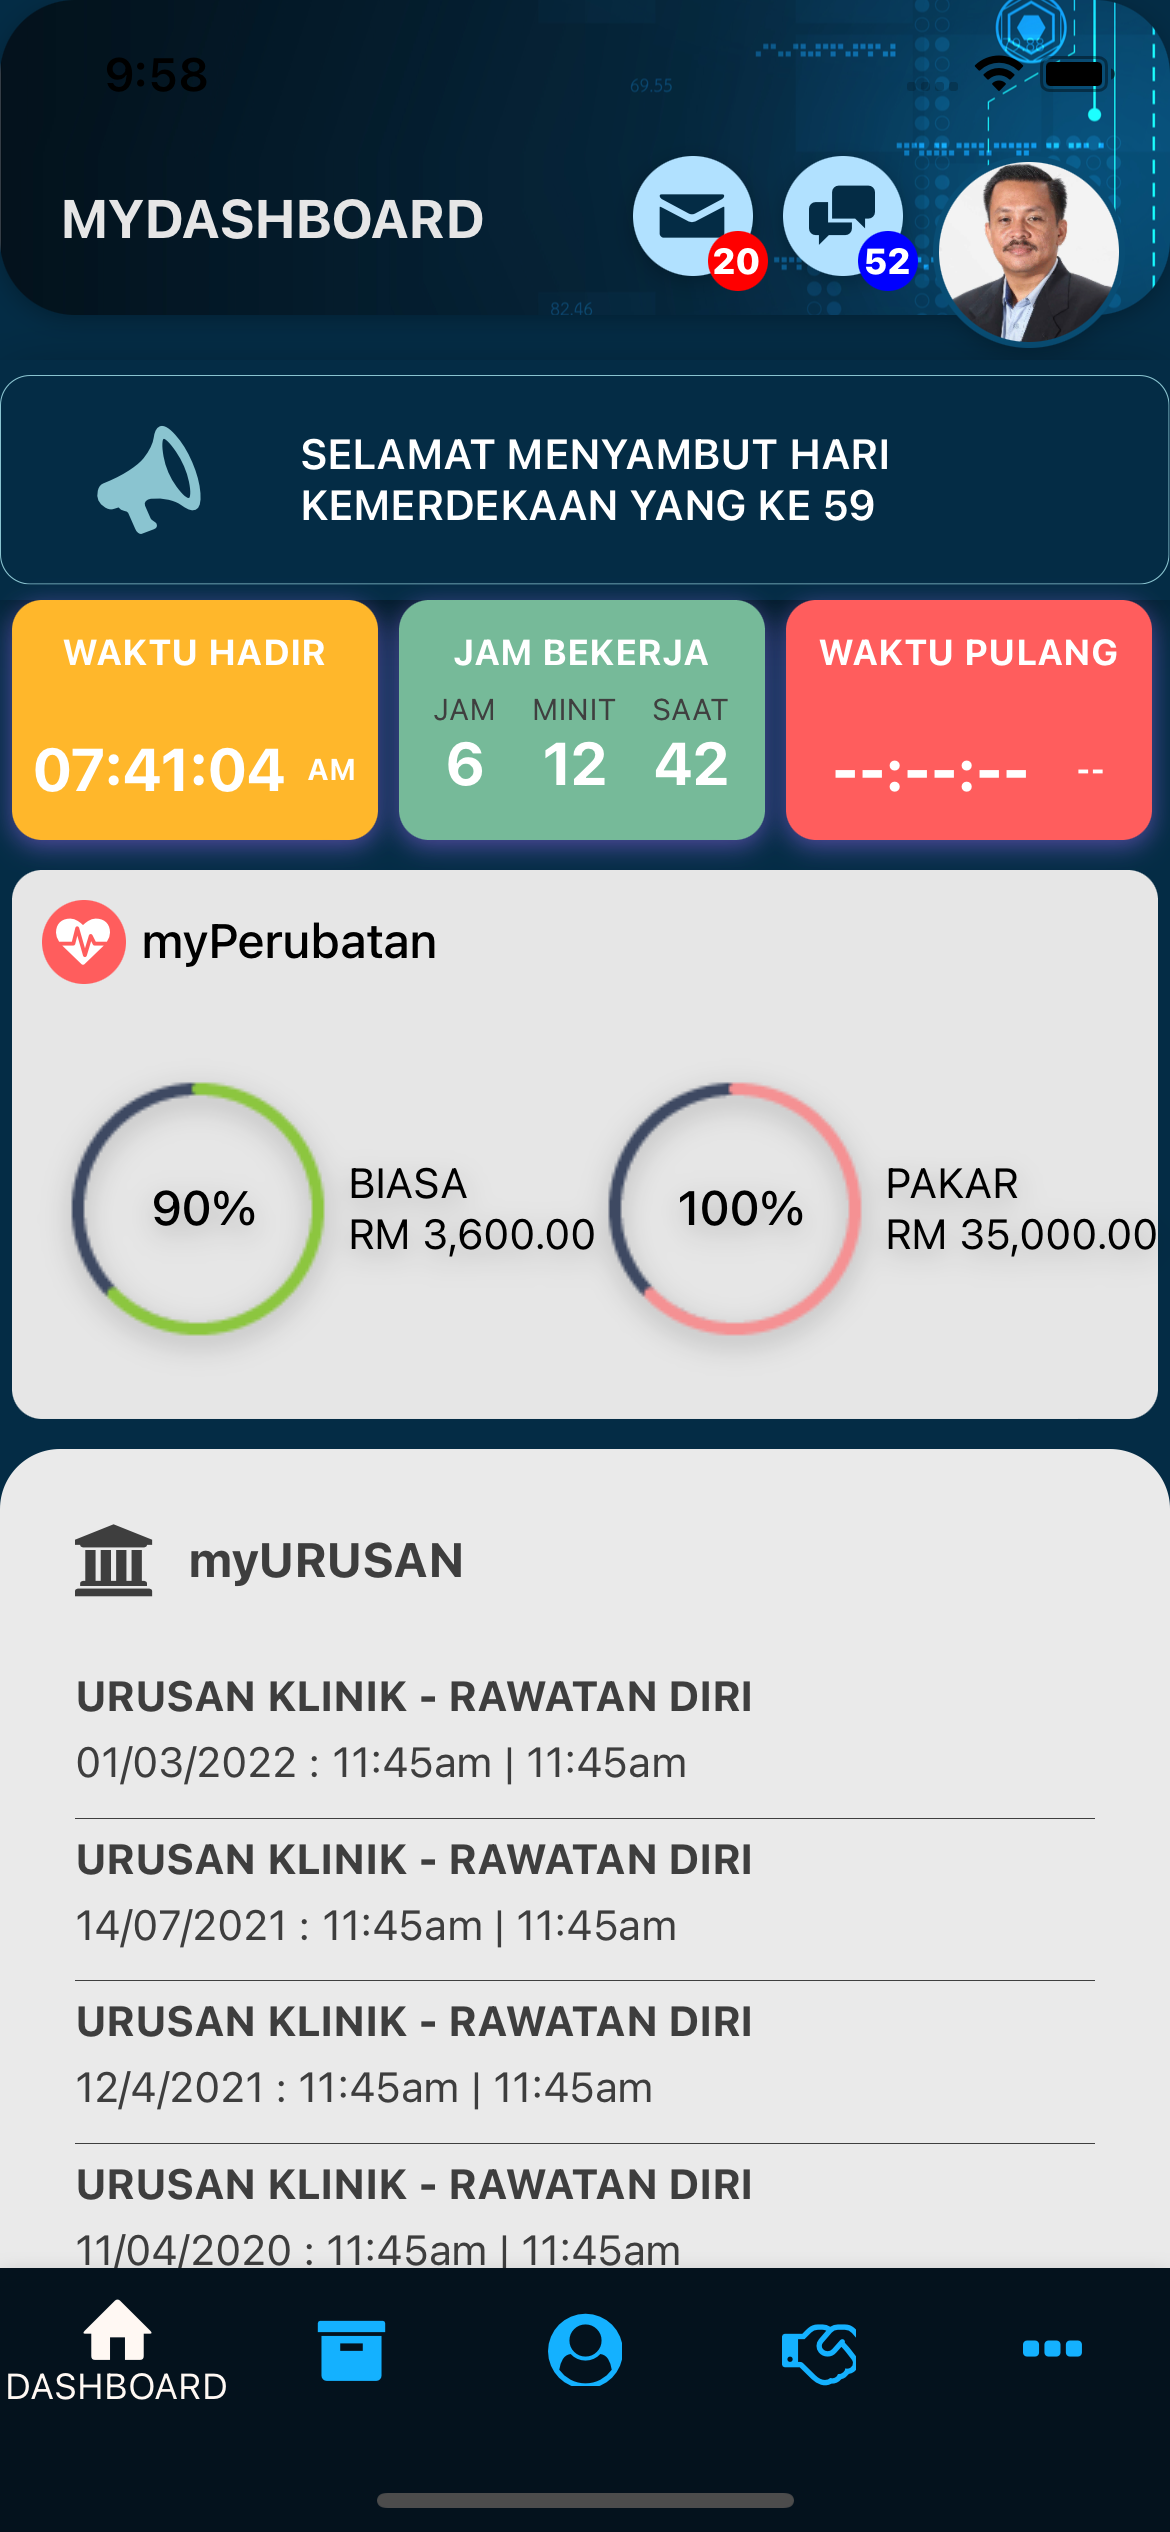 79.88
9:58
69.55
MYDASHBOARD
20
52
82.46
SELAMAT MENYAMBUT HARI
KEMERDEKAAN YANG KE 59
WAKTU HADIR
07:41:04 AM
JAM BEKERJA
JAM MINIT SAAT
6 12 42
WAKTU PULANG
--:--:-- --
myPerubatan
90%
BIASA
RM 3,600.00
100%
PAKAR
RM 35,000.00
myURUSAN
URUSAN KLINIK - RAWATAN DIRI
01/03/2022 : 11:45am | 11:45am
URUSAN KLINIK - RAWATAN DIRI
14/07/2021 : 11:45am | 11:45am
URUSAN KLINIK - RAWATAN DIRI
12/4/2021 : 11:45am | 11:45am
URUSAN KLINIK - RAWATAN DIRI
11/04/2020 : 11:45am | 11:45am
DASHBOARD